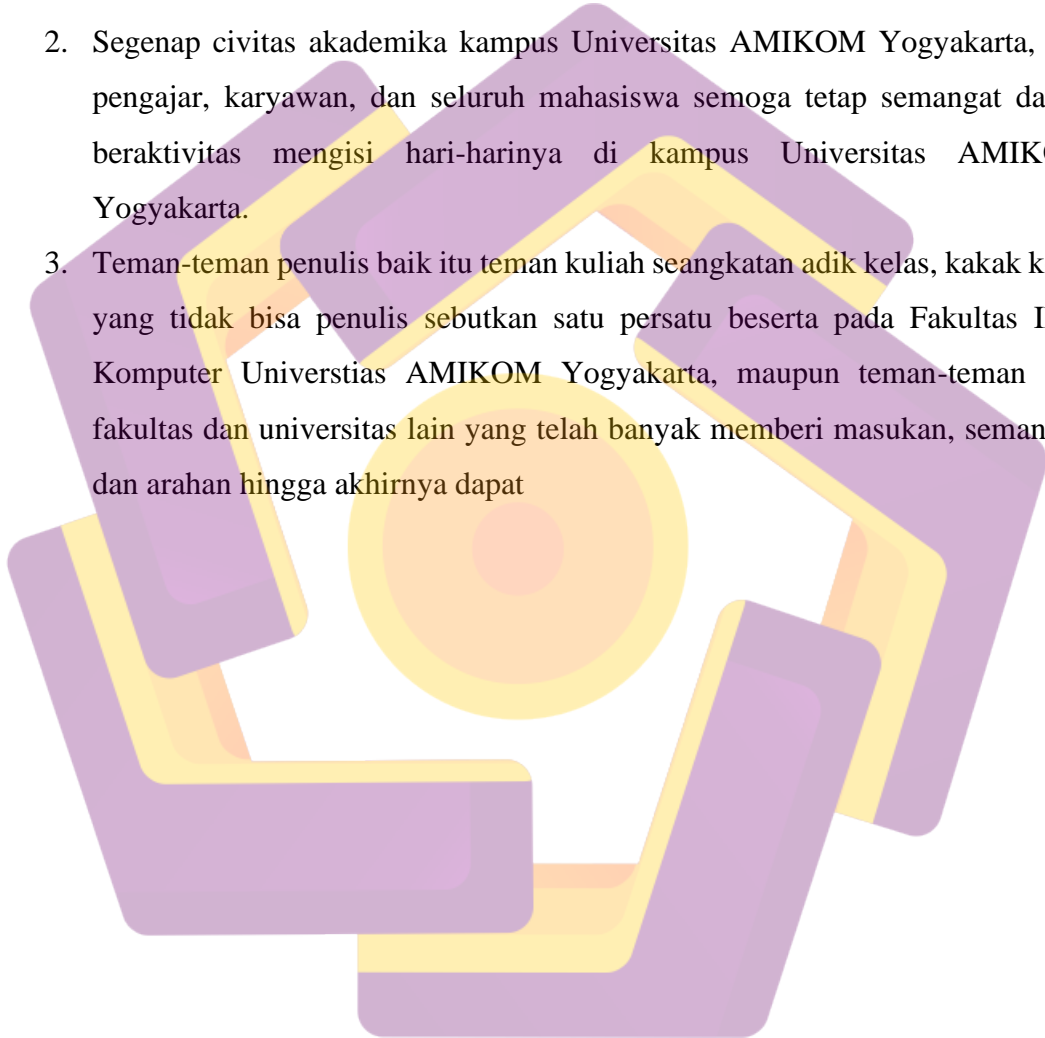 2. Segenap civitas akademika kampus Universitas AMIKOM Yogyakarta,
pengajar, karyawan, dan seluruh mahasiswa semoga tetap semangat da
beraktivitas mengisi hari-harinya di kampus Universitas AMIK
Yogyakarta.
3. Teman-teman penulis baik itu teman kuliah seangkatan adik kelas, kakak k
yang tidak bisa penulis sebutkan satu persatu beserta pada Fakultas I
Komputer Universtias AMIKOM Yogyakarta, maupun teman-teman
fakultas dan universitas lain yang telah banyak memberi masukan, seman
dan arahan hingga akhirnya dapat